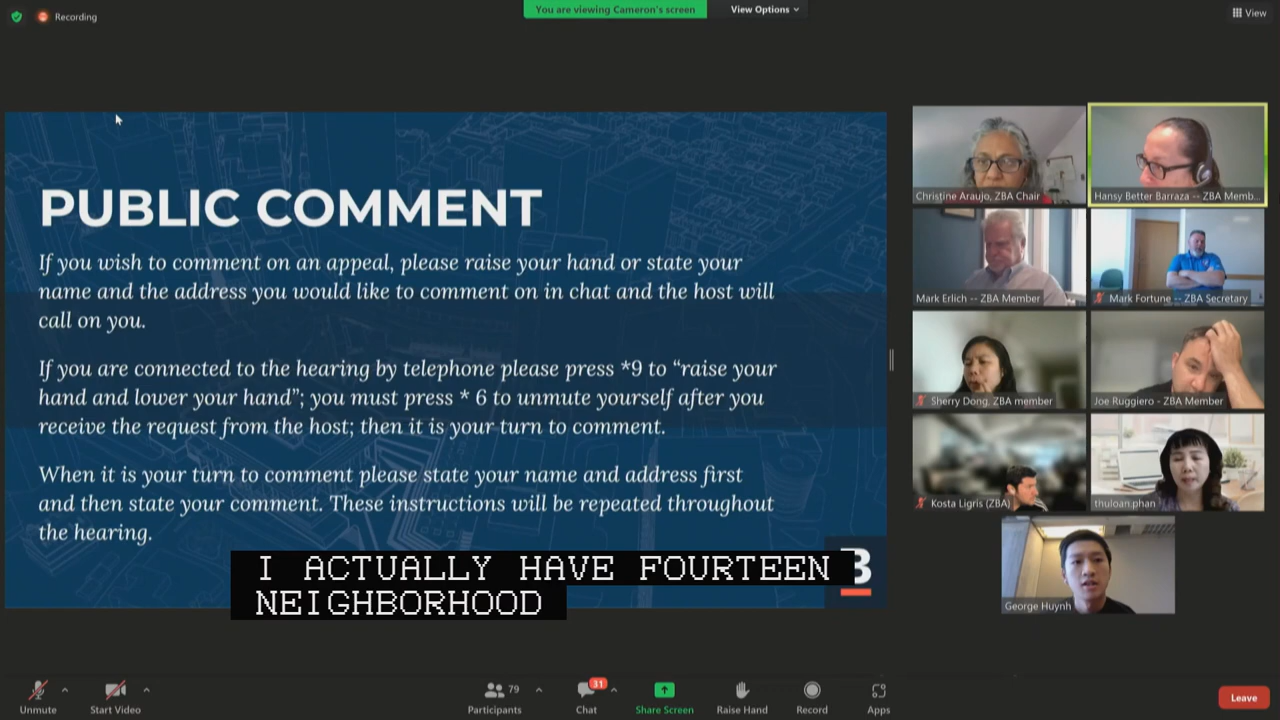 Recording
You are viewing Cameron's screen
View Options
View
PUBLIC COMMENT
If you wish to comment on an appeal, please raise your hand or state your
name and the address you would like to comment on in chat and the host will
call on you.
If you are connected to the hearing by telephone please press *9 to “raise your
hand and lower your hand”; you must press * 6 to unmute yourself after you
receive the request from the host; then it is your turn to comment.
When it is your turn to comment please state your name and address first
and then state your comment. These instructions will be repeated throughout
the hearing.
B
I ACTUALLY HAVE FOURTEEN
NEIGHBORHOOD
Christine Araujo, ZBA Chair
Hansy Better Barraza -- ZBA Memb...
Mark Erlich -- ZBA Member
Mark Fortune -- ZBA Secretary
Sherry Dong, ZBA member
Joe Ruggiero - ZBA Member
Kosta Ligris (ZBA)
thuloan.phan
George Huynh
Unmute
Start Video
Participants
79
Chat
31
Share Screen
Raise Hand
Record
Apps
Leave